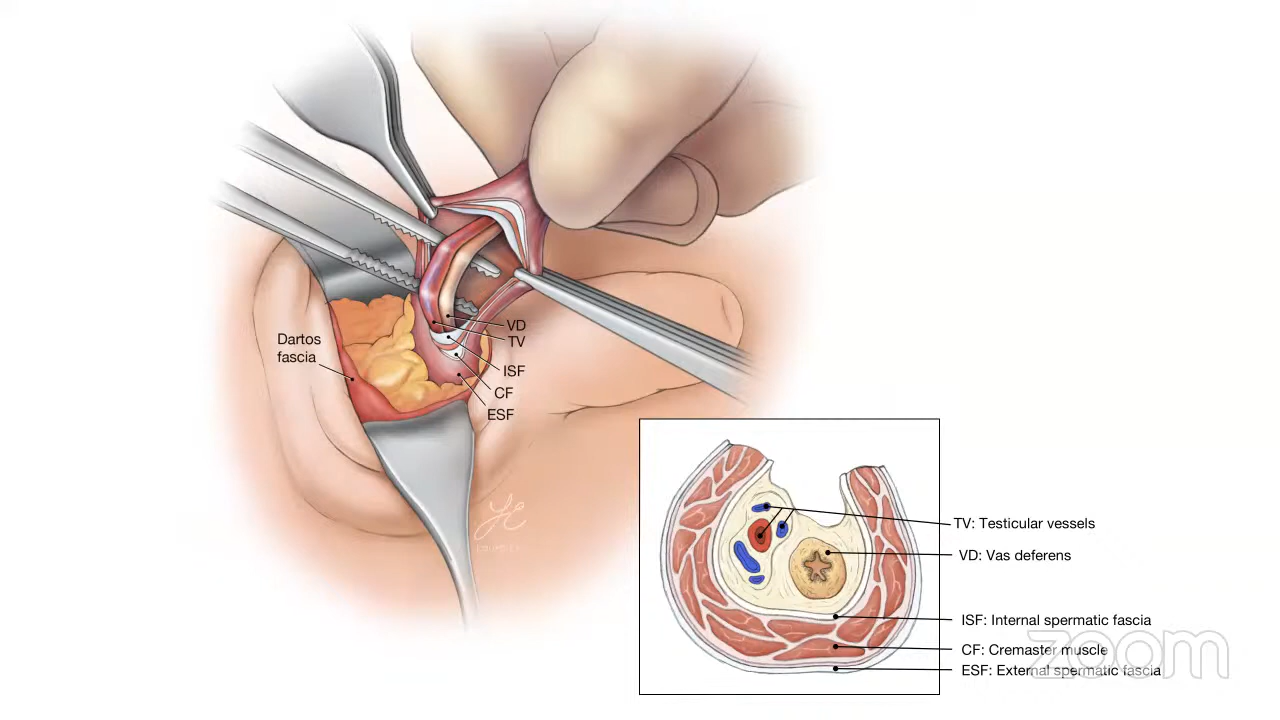 Dartos
fascia
VD
TV
ISF
CF
ESF
TV: Testicular vessels
VD: Vas deferens
ISF: Internal spermatic fascia
CF: Cremaster muscle
ESF: External spermatic fascia
zoom